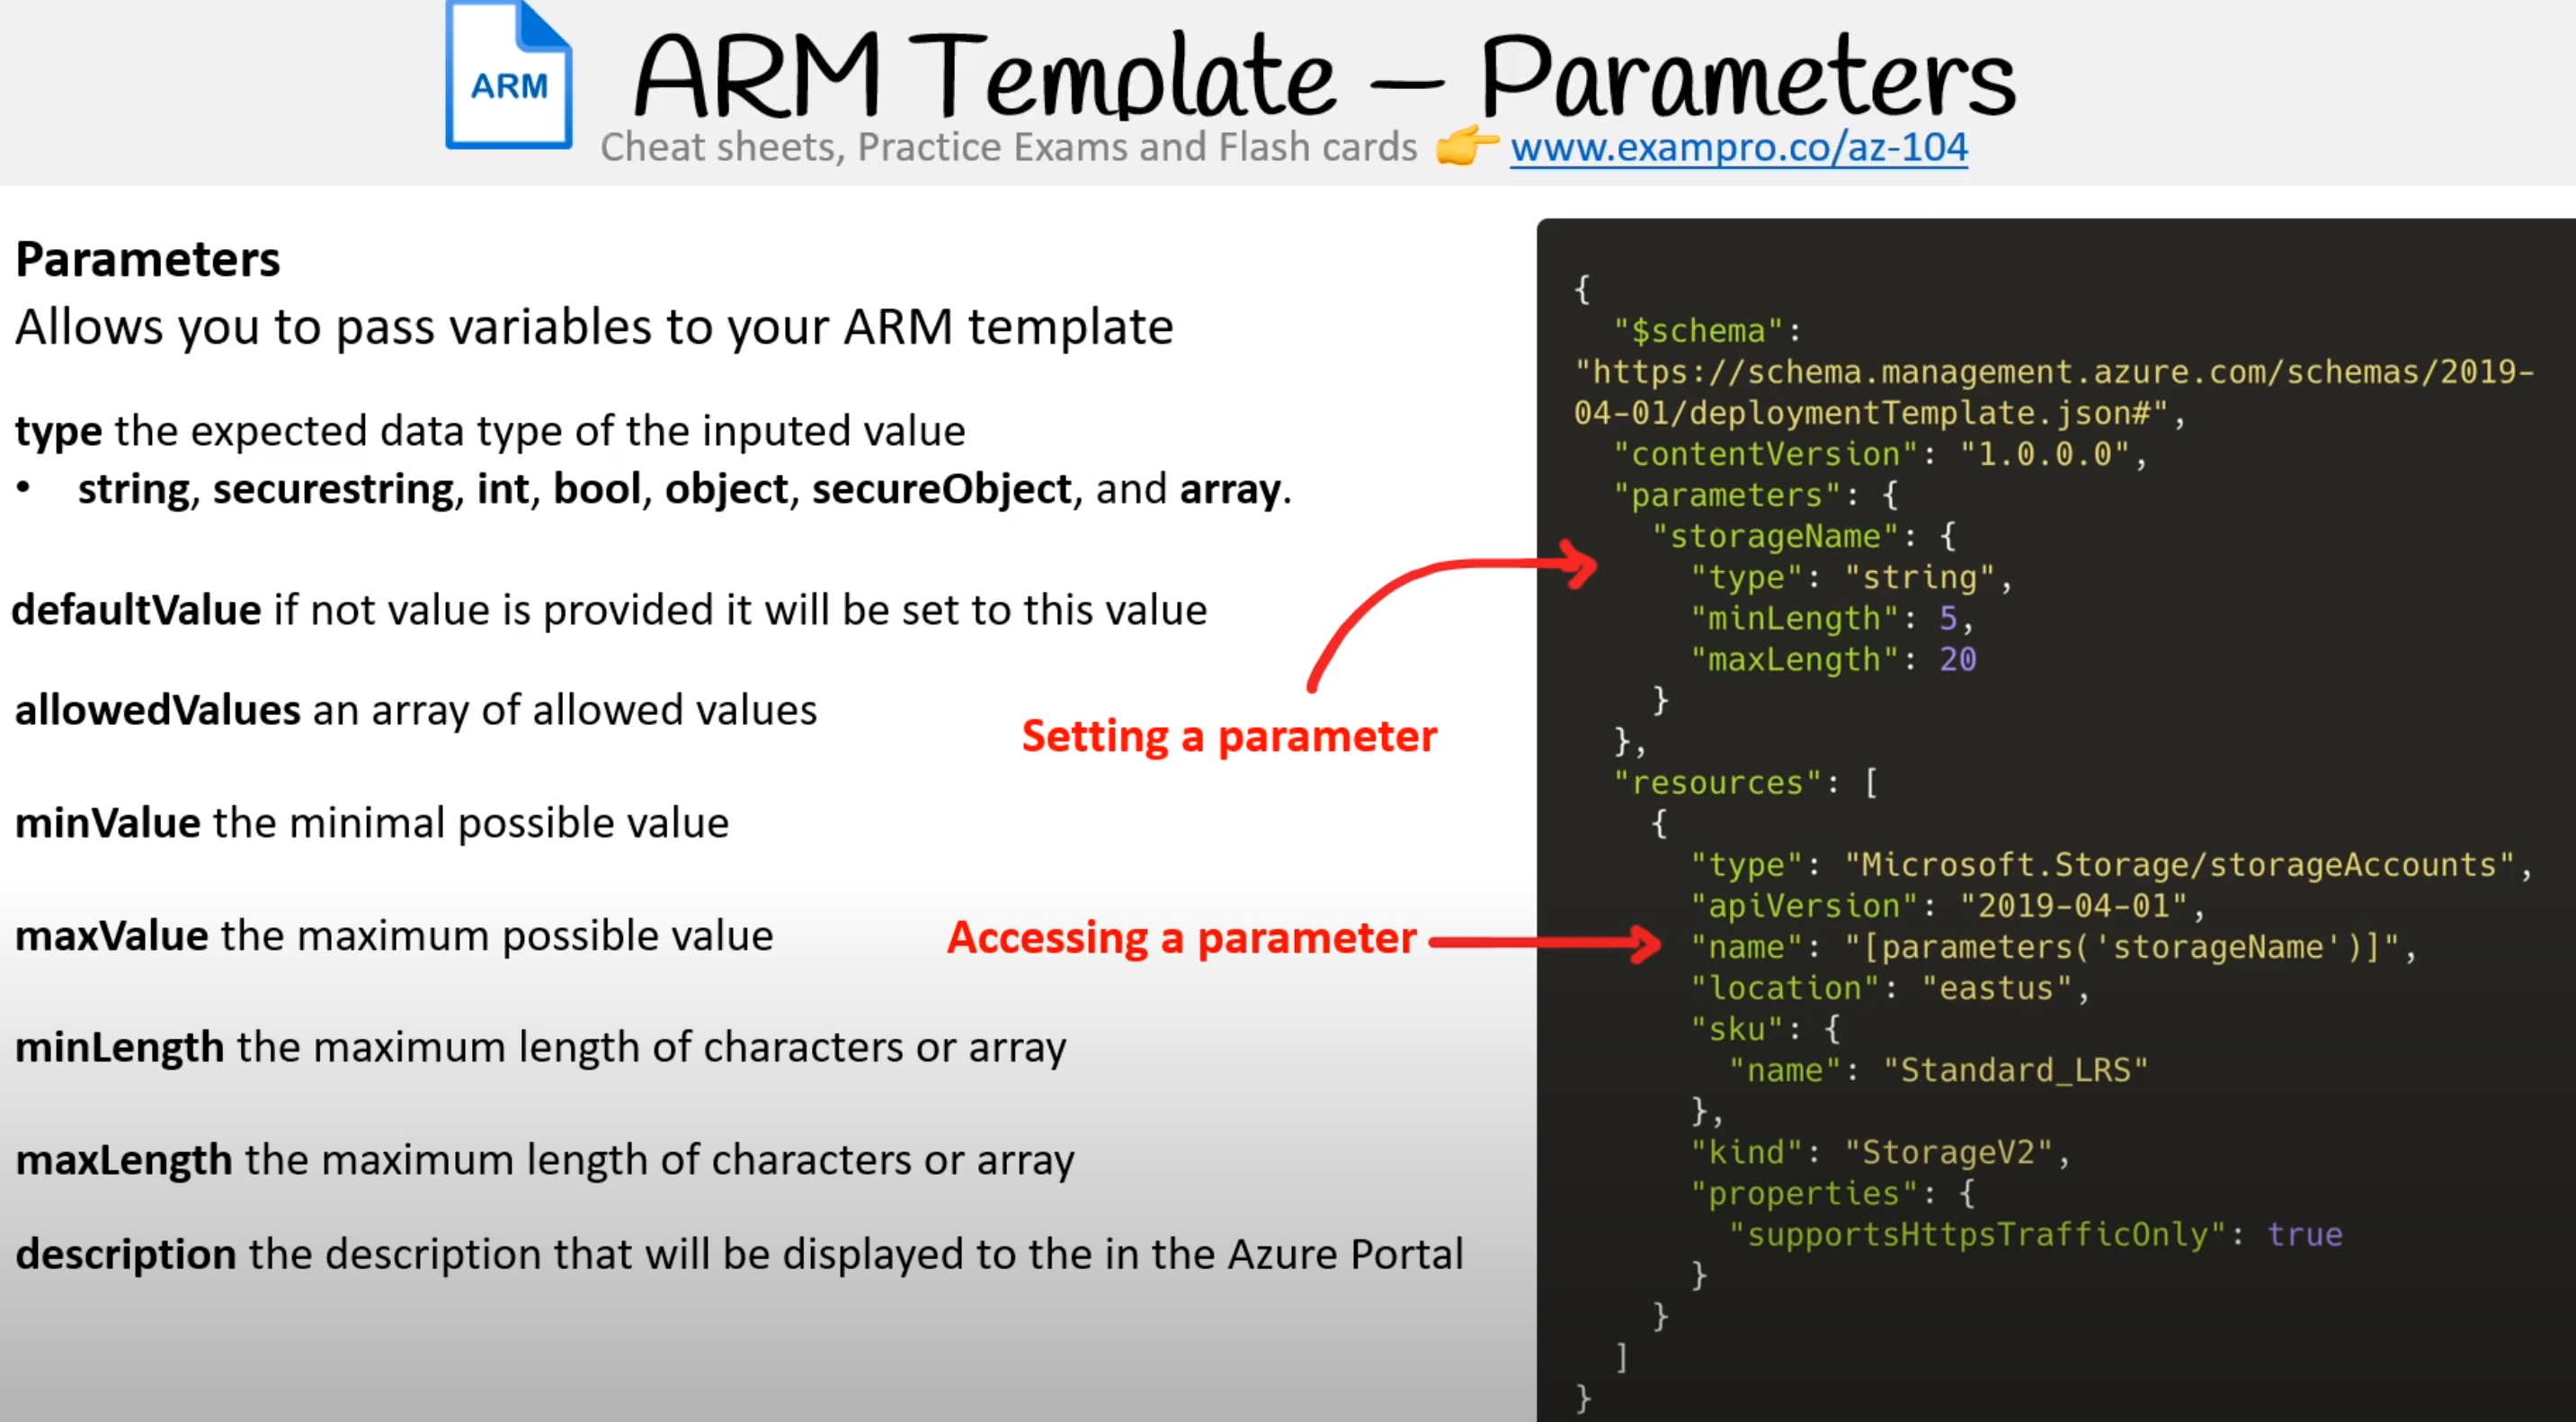 ARM
ARM Template – Parameters
Cheat sheets, Practice Exams and Flash cards 👉 www.exampro.co/az-104
Parameters
Allows you to pass variables to your ARM template
type the expected data type of the inputed value
• string, securestring, int, bool, object, secureObject, and array.
defaultValue if not value is provided it will be set to this value
allowedValues an array of allowed values
Setting a parameter
minValue the minimal possible value
maxValue the maximum possible value
Accessing a parameter
minLength the maximum length of characters or array
maxLength the maximum length of characters or array
description the description that will be displayed to the in the Azure Portal
{
"$schema":
"https://schema.management.azure.com/schemas/2019-
04-01/deploymentTemplate.json#",
"contentVersion": "1.0.0.0",
"parameters": {
"storageName": {
"type": "string",
"minLength": 5,
"maxLength": 20
}
},
"resources": [
{
"type": "Microsoft.Storage/storageAccounts",
"apiVersion": "2019-04-01",
"name": "[parameters('storageName')]",
"location": "eastus",
"sku": {
"name": "Standard_LRS"
},
"kind": "StorageV2",
"properties": {
"supportsHttpsTrafficOnly": true
}
}
]
}